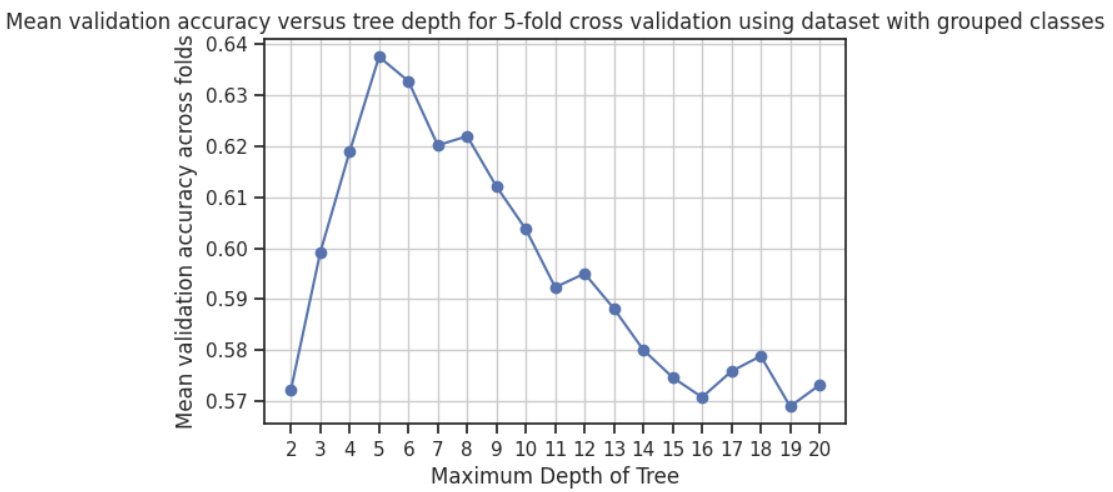 Mean validation accuracy versus tree depth for 5-fold cross validation using dataset with grouped classes
Mean validation accuracy across folds
0.64
0.63
0.62
0.61
0.60
0.59
0.58
0.57
2 3 4 5 6 7 8 9 10 11 12 13 14 15 16 17 18 19 20
Maximum Depth of Tree